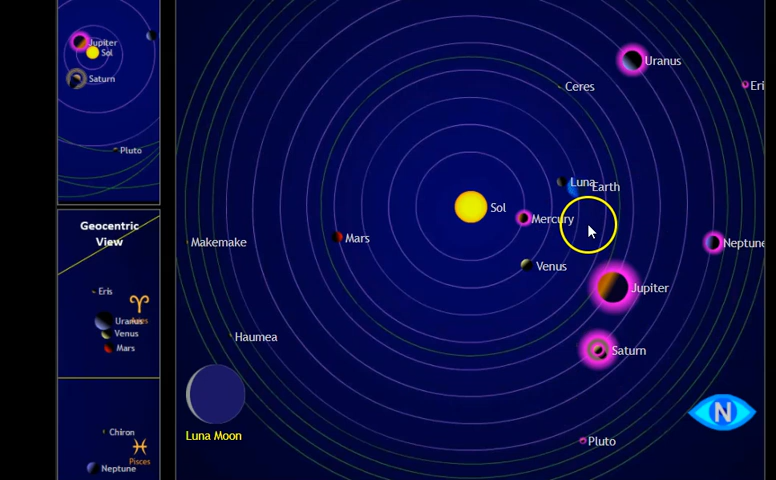 Jupiter
Sol
Saturn
Pluto
Geocentric
View
Eris
Uranus
Aries
Venus
Mars
Chiron
Pisces
Neptune
Uranus
Ceres
Eri
Luna
Earth
Sol
Mercury
Mars
Makemake
Neptune
Venus
Jupiter
Haumea
Saturn
Luna Moon
N
Pluto